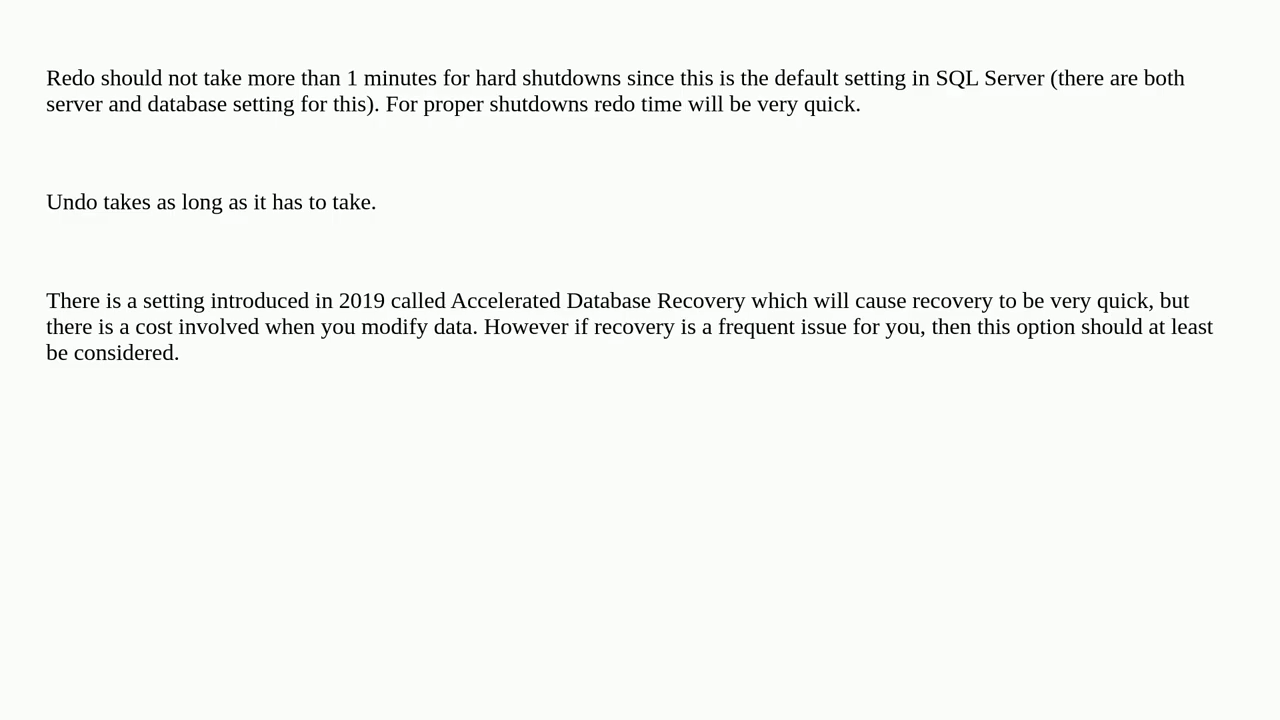 Redo should not take more than 1 minutes for hard shutdowns since this is the default setting in SQL Server (there are both
server and database setting for this). For proper shutdowns redo time will be very quick.
Undo takes as long as it has to take.
There is a setting introduced in 2019 called Accelerated Database Recovery which will cause recovery to be very quick, but
there is a cost involved when you modify data. However if recovery is a frequent issue for you, then this option should at least
be considered.